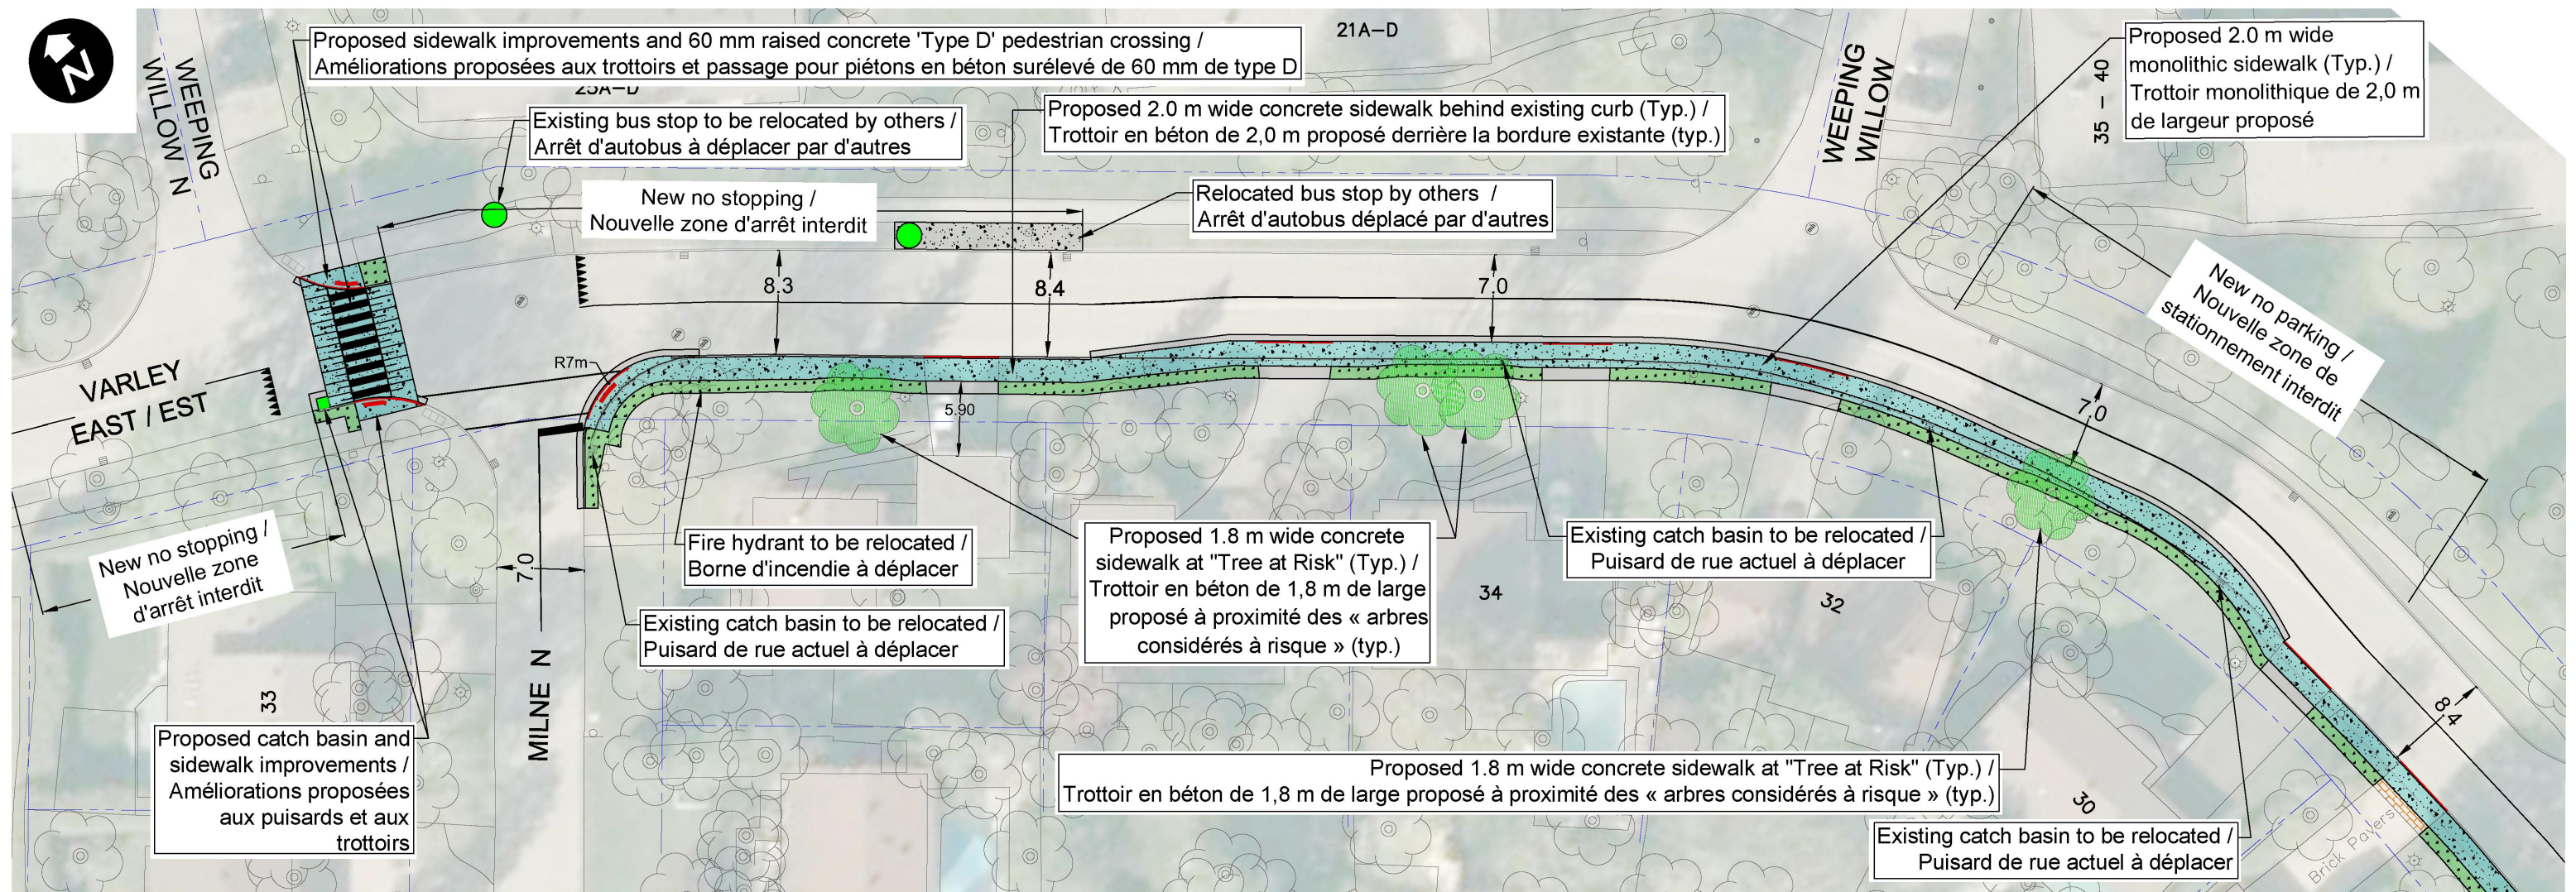 N
WEEPING
WILLOW N
Proposed sidewalk improvements and 60 mm raised concrete 'Type D' pedestrian crossing /
Améliorations proposées aux trottoirs et passage pour piétons en béton surélevé de 60 mm de type D
25A-D
21A-D
Existing bus stop to be relocated by others /
Arrêt d'autobus à déplacer par d'autres
Proposed 2.0 m wide concrete sidewalk behind existing curb (Typ.) /
Trottoir en béton de 2,0 m proposé derrière la bordure existante (typ.)
WEEPING
WILLOW
Proposed 2.0 m wide
monolithic sidewalk (Typ.) /
Trottoir monolithique de 2,0 m
de largeur proposé
35 - 40
New no stopping /
Nouvelle zone d'arrêt interdit
Relocated bus stop by others /
Arrêt d'autobus déplacé par d'autres
New no parking /
Nouvelle zone de
stationnement interdit
8.3
8.4
7.0
7.0
8.4
R7m
5.90
VARLEY
EAST / EST
New no stopping /
Nouvelle zone
d'arrêt interdit
7.0
MILNE N
Fire hydrant to be relocated /
Borne d'incendie à déplacer
Existing catch basin to be relocated /
Puisard de rue actuel à déplacer
Proposed 1.8 m wide concrete
sidewalk at "Tree at Risk" (Typ.) /
Trottoir en béton de 1,8 m de large
proposé à proximité des « arbres
considérés à risque » (typ.)
34
Existing catch basin to be relocated /
Puisard de rue actuel à déplacer
32
33
Proposed catch basin and
sidewalk improvements /
Améliorations proposées
aux puisards et aux
trottoirs
Proposed 1.8 m wide concrete sidewalk at "Tree at Risk" (Typ.) /
Trottoir en béton de 1,8 m de large proposé à proximité des « arbres considérés à risque » (typ.)
30
Existing catch basin to be relocated /
Puisard de rue actuel à déplacer
Brick Pavers